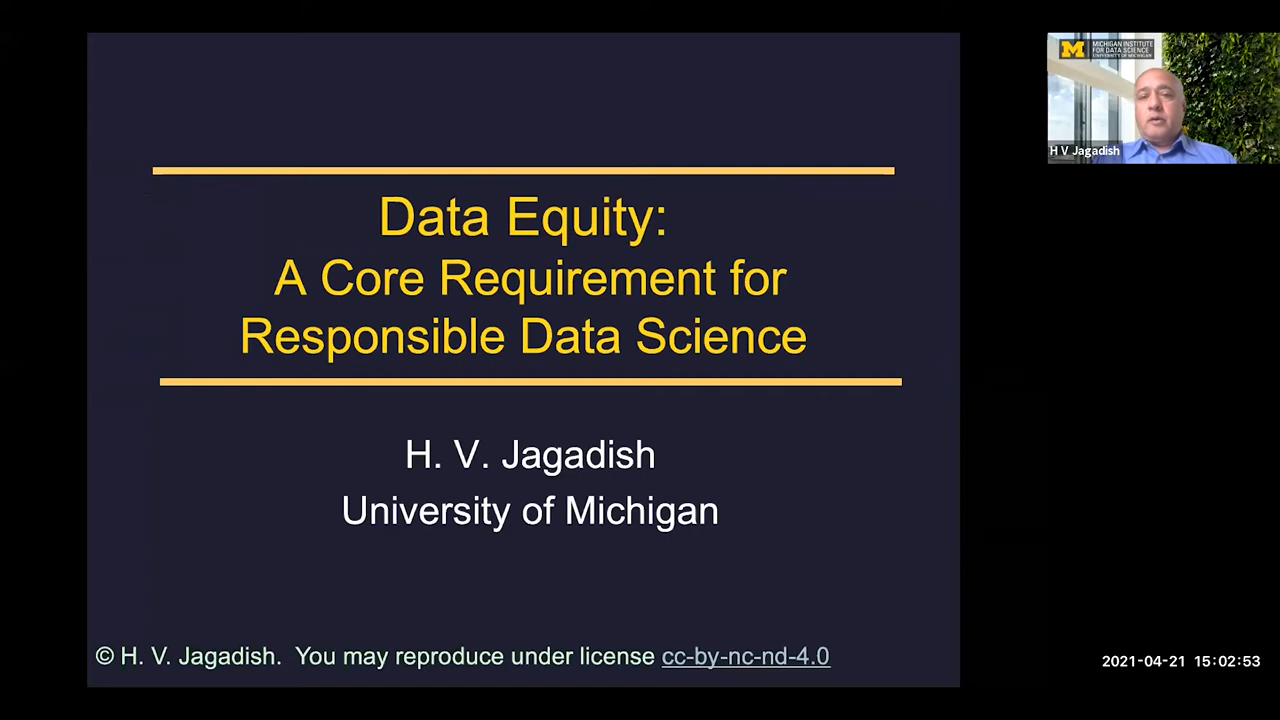 Data Equity:
A Core Requirement for
Responsible Data Science
H. V. Jagadish
University of Michigan
© H. V. Jagadish. You may reproduce under license cc-by-nc-nd-4.0
M
MICHIGAN INSTITUTE
FOR DATA SCIENCE
UNIVERSITY OF MICHIGAN
H V Jagadish
2021-04-21 15:02:53